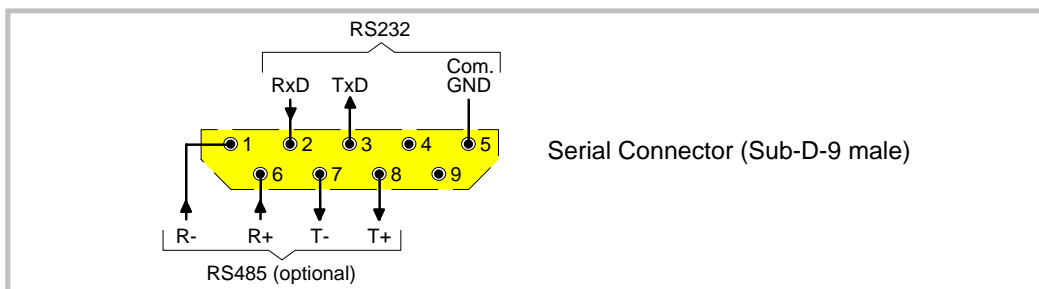 RS232
RxD TxD Com.
GND
1 2 3 4 5
Serial Connector (Sub-D-9 male)
6 7 8 9
R- R+ T- T+
RS485 (optional)